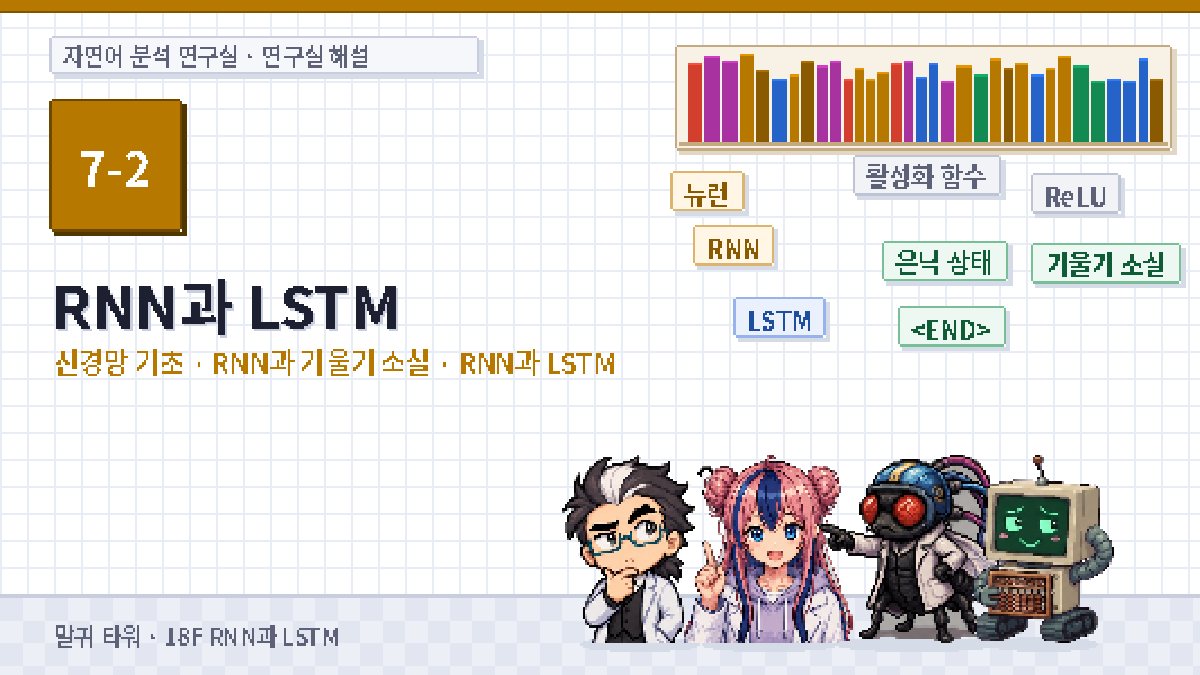 자연어 분석 연구실 · 연구실 해설
7-2
RNN과 LSTM
신경망 기초 · RNN과 기울기 소실 · RNN과 LSTM
활성화 함수
뉴런
ReLU
RNN
은닉 상태
기울기 소실
LSTM
<END>
말귀 타워 · 18F RNN과 LSTM